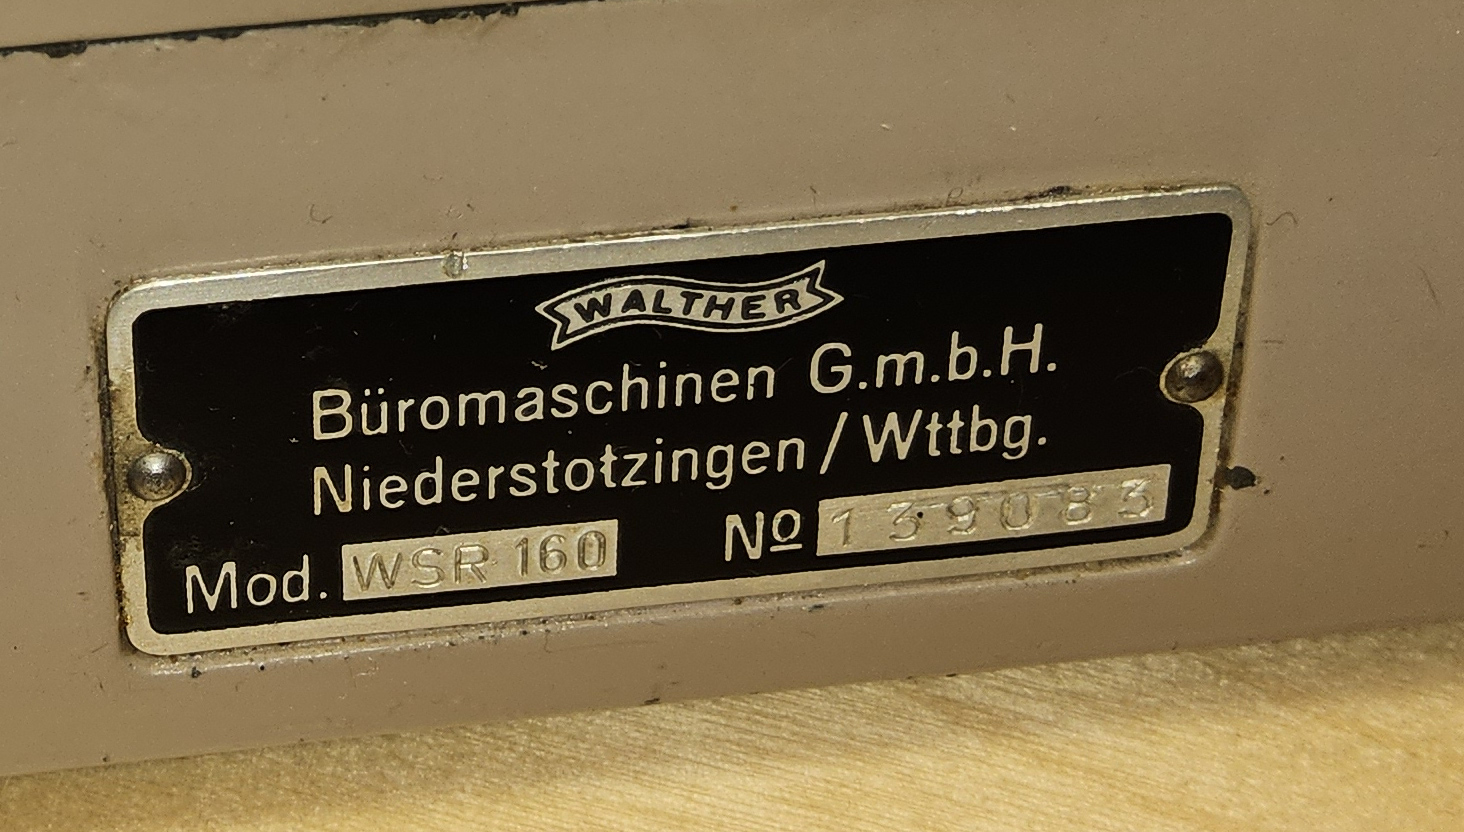 WALTHER
Büromaschinen G.m.b.H.
Niederstotzingen/Wttbg.
Mod. WSR 160 Nº 139083